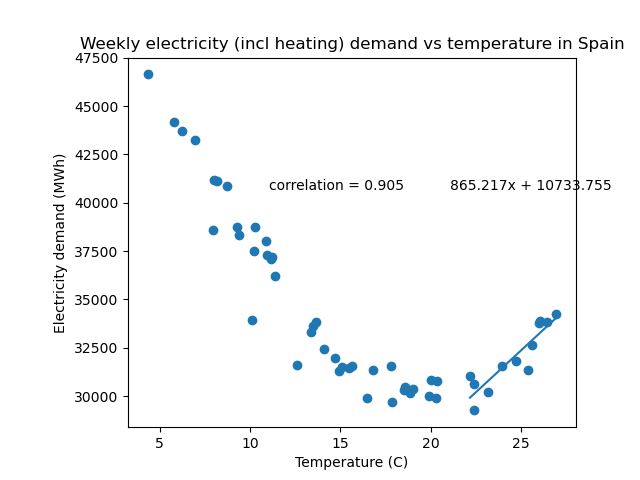 Weekly electricity (incl heating) demand vs temperature in Spain
47500
45000
42500
40000
37500
35000
32500
30000
Electricity demand (MWh)
correlation = 0.905
865.217x + 10733.755
5
10
15
20
25
Temperature (C)